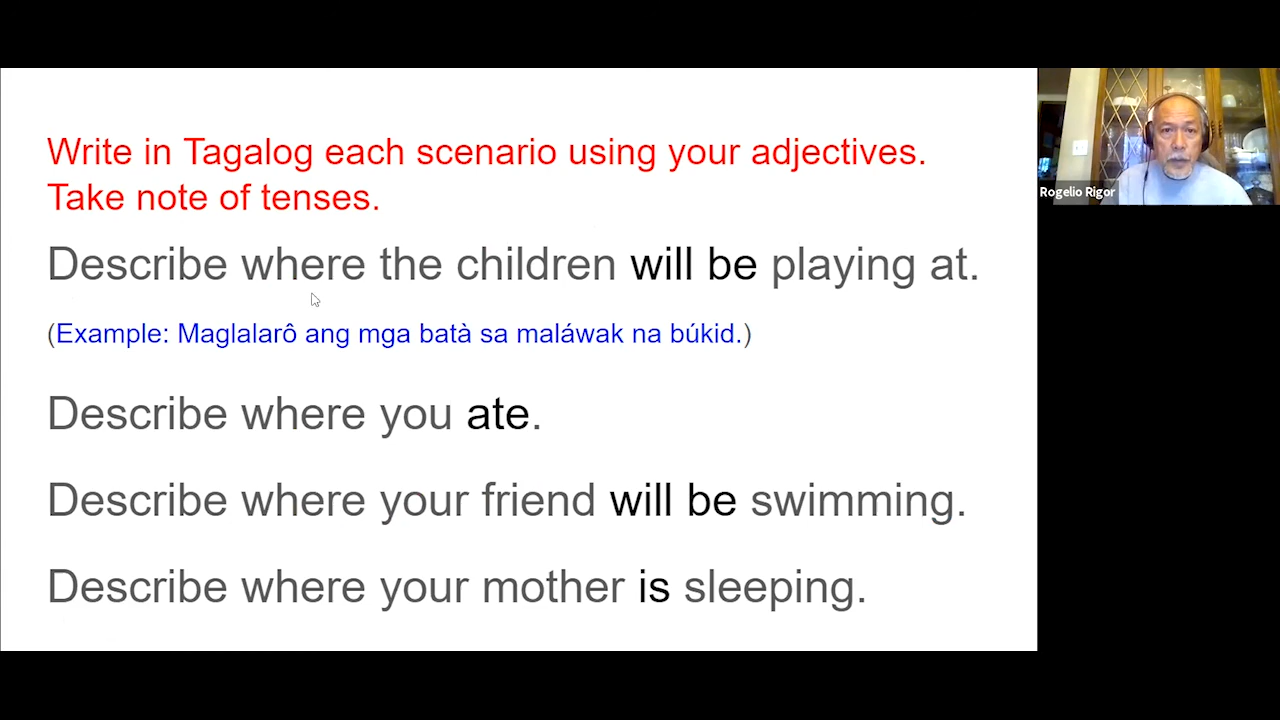 Write in Tagalog each scenario using your adjectives.
Take note of tenses.
Describe where the children will be playing at.
(Example: Maglalarô ang mga batà sa maláwak na búkid.)
Describe where you ate.
Describe where your friend will be swimming.
Describe where your mother is sleeping.
Rogelio Rigor